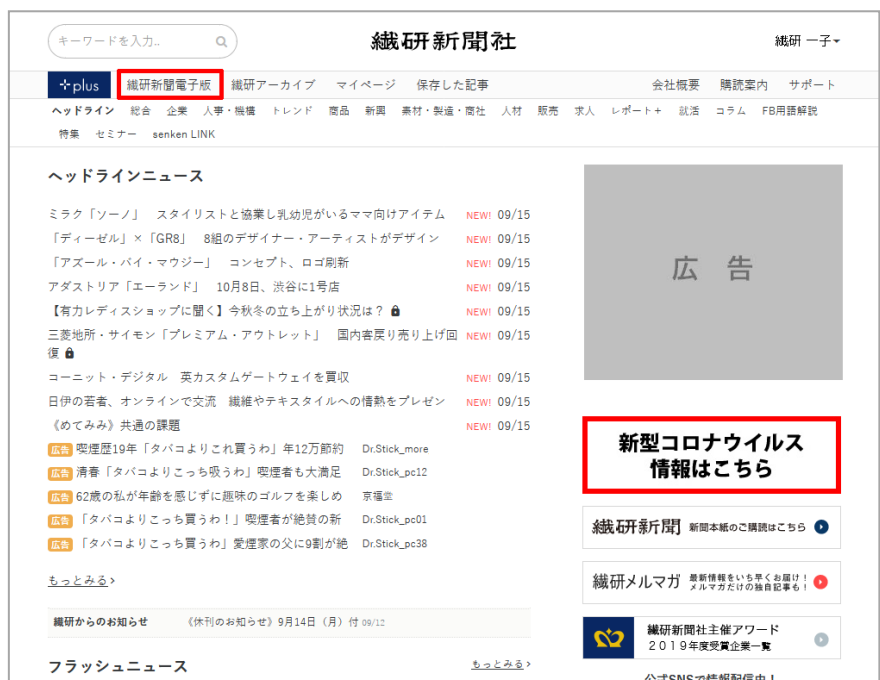 キーワードを入力..
繊研新聞社
繊研 一子
plus 繊研新聞電子版 繊研アーカイブ マイページ 保存した記事 会社概要 購読案内 サポート
ヘッドライン 総合 企業 人事・機構 トレンド 商品 新興 素材・製造・商社 人材 販売 求人 レポート+ 就活 コラム FB用語解説
特集 セミナー senken LINK
ヘッドラインニュース
ミラク「ソーノ」 スタイリストと協業し乳幼児がいるママ向けアイテム NEW! 09/15
「ディーゼル」×「GR8」 8組のデザイナー・アーティストがデザイン NEW! 09/15
「アズール・バイ・マウジー」 コンセプト、ロゴ刷新 NEW! 09/15
アダストリア「エーランド」 10月8日、渋谷に1号店 NEW! 09/15
【有力レディスショップに聞く】今秋冬の立ち上がり状況は? NEW! 09/15
三菱地所・サイモン「プレミアム・アウトレット」 国内客戻り売り上げ回 NEW! 09/15
復
コーニット・デジタル 英カスタムゲートウェイを買収 NEW! 09/15
日伊の若者、オンラインで交流 繊維やテキスタイルへの情熱をプレゼン NEW! 09/15
《めてみみ》共通の課題 NEW! 09/15
広告 喫煙歴19年「タバコよりこれ買うわ」年12万節約 Dr.Stick_more
広告 清春「タバコよりこっち吸うわ」喫煙者も大満足 Dr.Stick_pc12
広告 62歳の私が年齢を感じずに趣味のゴルフを楽しめ 京福堂
広告 「タバコよりこっち買うわ!」喫煙者が絶賛の新 Dr.Stick_pc01
広告 「タバコよりこっち買うわ」愛煙家の父に9割が絶 Dr.Stick_pc38
もっとみる
繊研からのお知らせ 《休刊のお知らせ》9月14日(月)付 09/12
フラッシュニュース もっとみる
広 告
新型コロナウイルス
情報はこちら
繊研新聞 新聞本紙のご購読はこちら
繊研メルマガ 最新情報をいち早くお届け!
メルマガだけの独自記事も!
繊研新聞社主催アワード
2019年度受賞企業一覧
公式SNSで情報配信中!